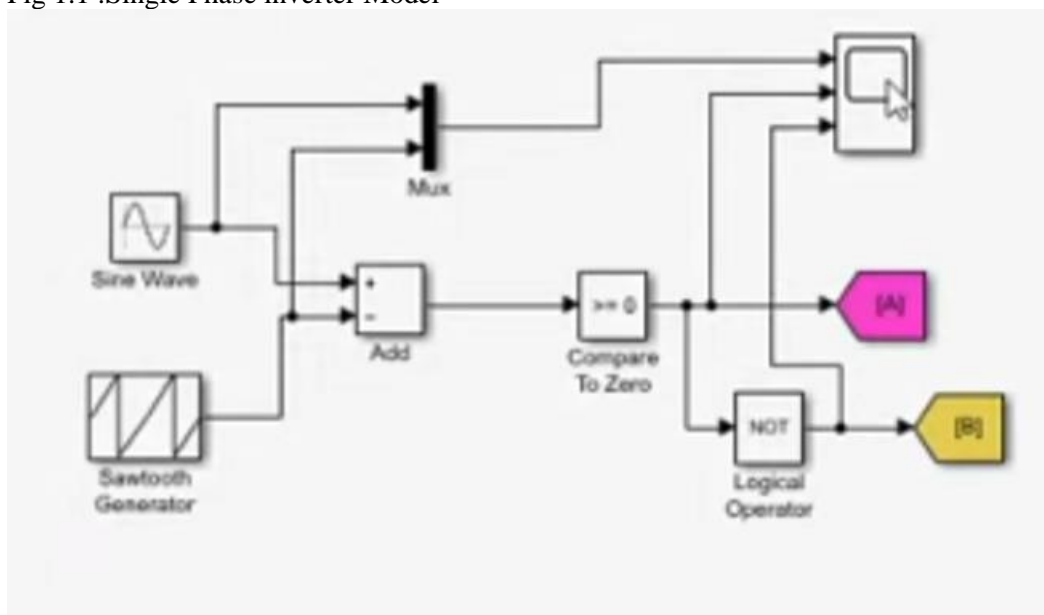 Fig 1.1 :Single Phase Inverter Model
Mux
Sine Wave
+
-
Add
>= 0
Compare
To Zero
[A]
Sawtooth
Generator
NOT
Logical
Operator
[B]